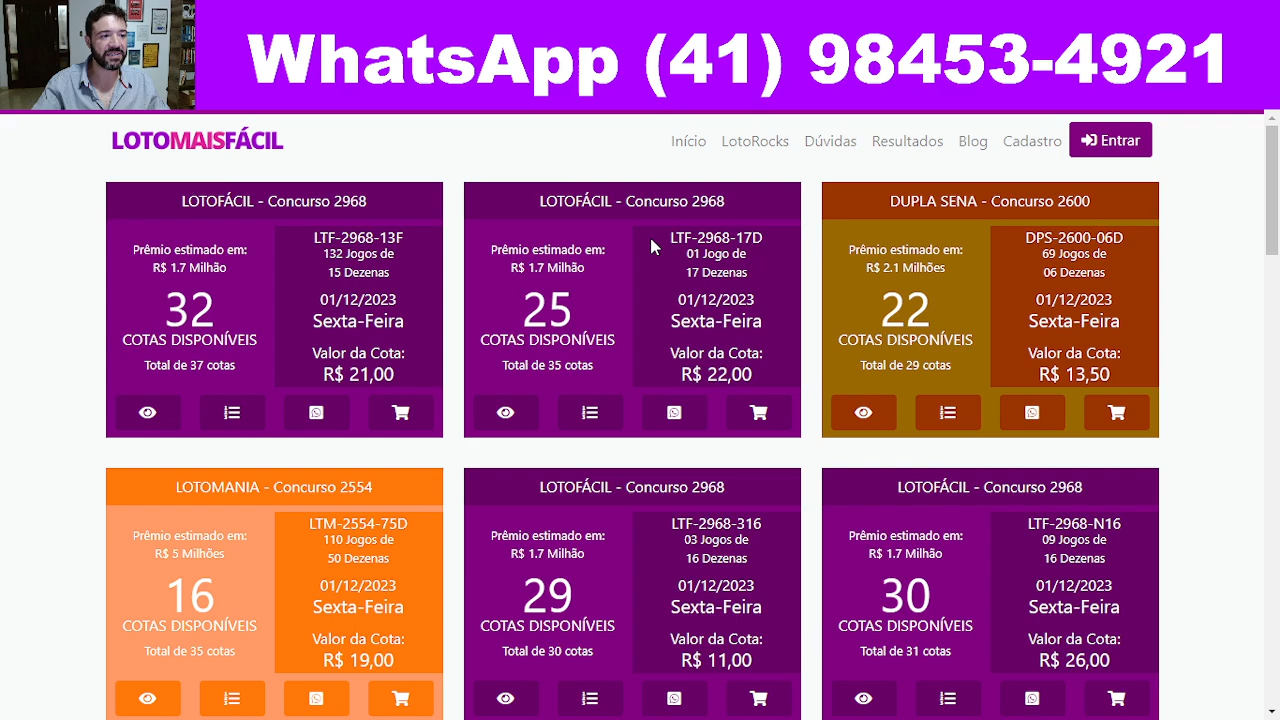 WhatsApp (41) 98453-4921
LOTOMAISFÁCIL
Início LotoRocks Dúvidas Resultados Blog Cadastro Entrar
LOTOFÁCIL - Concurso 2968
Prêmio estimado em:
R$ 1.7 Milhão
32
COTAS DISPONÍVEIS
Total de 37 cotas
LTF-2968-13F
132 Jogos de
15 Dezenas
01/12/2023
Sexta-Feira
Valor da Cota:
R$ 21,00
LOTOFÁCIL - Concurso 2968
Prêmio estimado em:
R$ 1.7 Milhão
25
COTAS DISPONÍVEIS
Total de 35 cotas
LTF-2968-17D
01 Jogo de
17 Dezenas
01/12/2023
Sexta-Feira
Valor da Cota:
R$ 22,00
DUPLA SENA - Concurso 2600
Prêmio estimado em:
R$ 2.1 Milhões
22
COTAS DISPONÍVEIS
Total de 29 cotas
DPS-2600-06D
69 Jogos de
06 Dezenas
01/12/2023
Sexta-Feira
Valor da Cota:
R$ 13,50
LOTOMANIA - Concurso 2554
Prêmio estimado em:
R$ 5 Milhões
16
COTAS DISPONÍVEIS
Total de 35 cotas
LTM-2554-75D
110 Jogos de
50 Dezenas
01/12/2023
Sexta-Feira
Valor da Cota:
R$ 19,00
LOTOFÁCIL - Concurso 2968
Prêmio estimado em:
R$ 1.7 Milhão
29
COTAS DISPONÍVEIS
Total de 30 cotas
LTF-2968-316
03 Jogos de
16 Dezenas
01/12/2023
Sexta-Feira
Valor da Cota:
R$ 11,00
LOTOFÁCIL - Concurso 2968
Prêmio estimado em:
R$ 1.7 Milhão
30
COTAS DISPONÍVEIS
Total de 31 cotas
LTF-2968-N16
09 Jogos de
16 Dezenas
01/12/2023
Sexta-Feira
Valor da Cota:
R$ 26,00